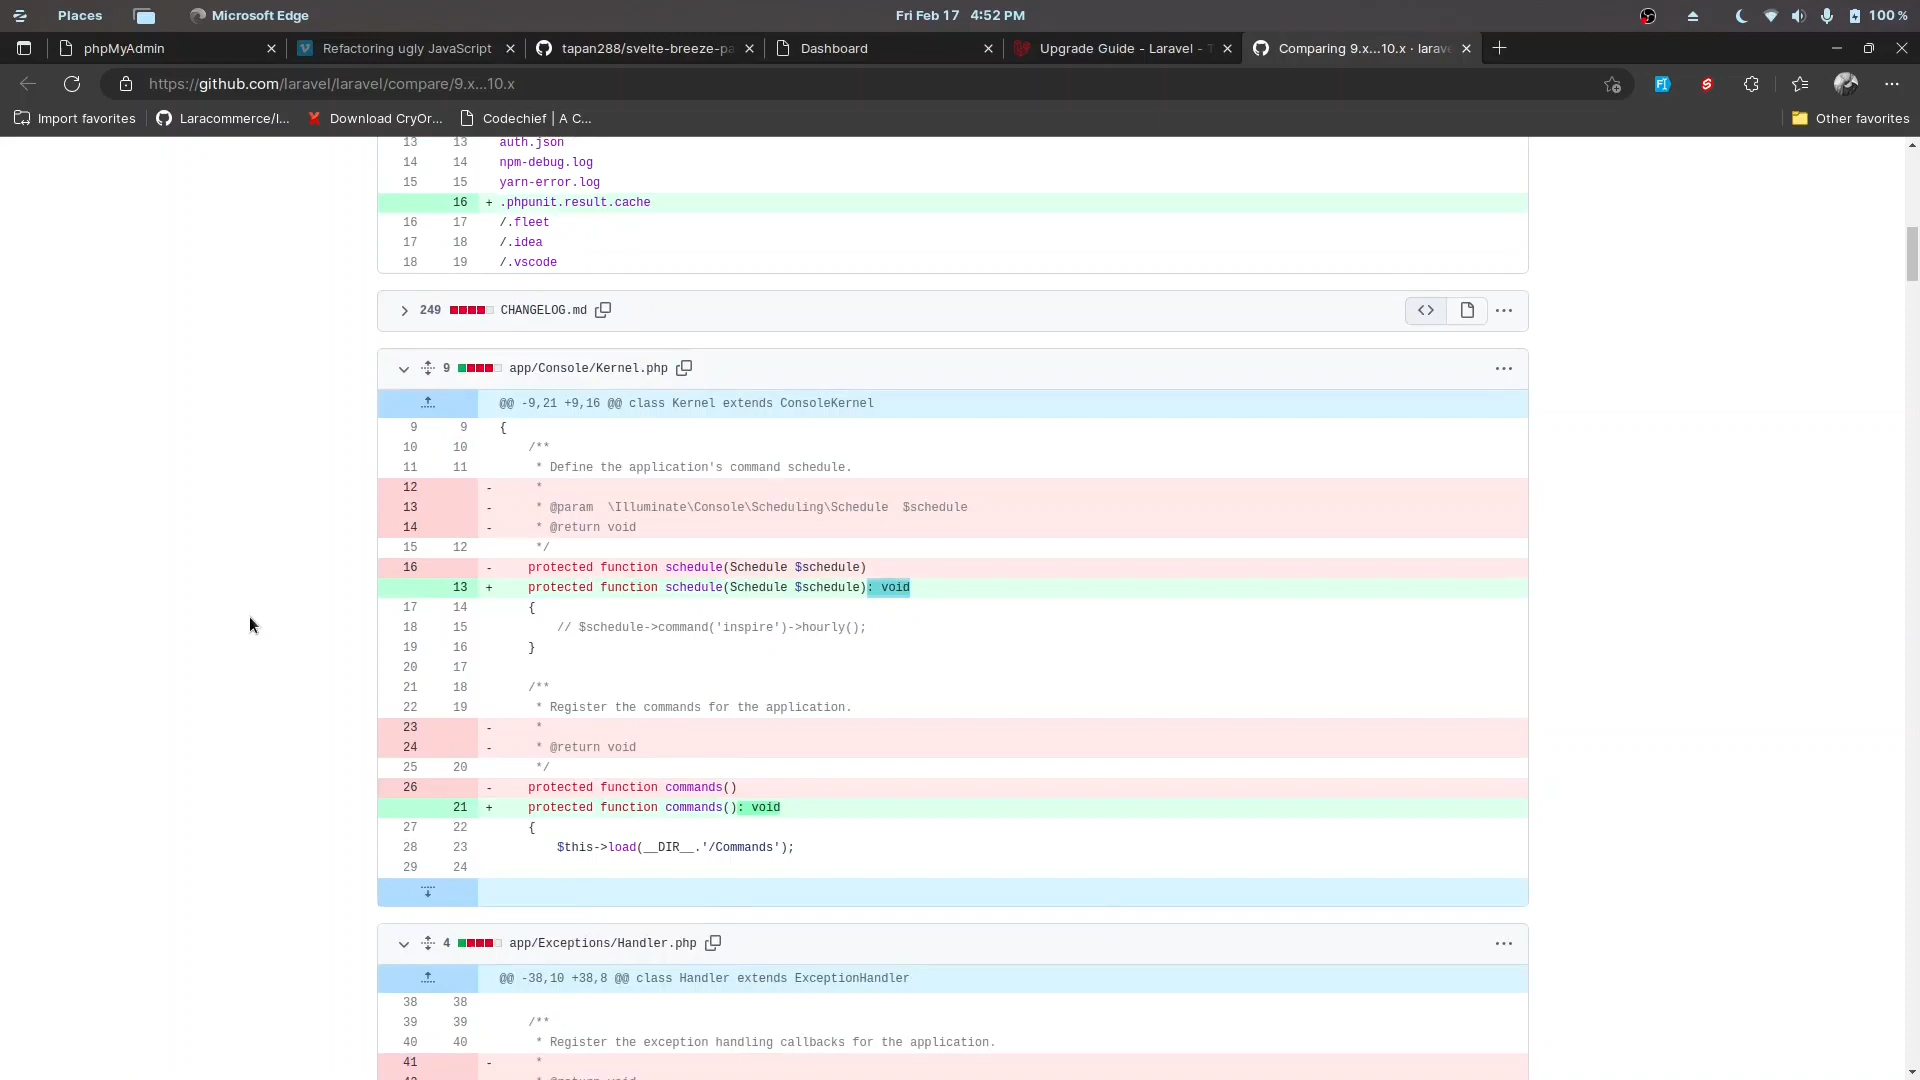 Places
Microsoft Edge
Fri Feb 17 4:52 PM
100 %
phpMyAdmin
Refactoring ugly JavaScript
tapan288/svelte-breeze-pa
Dashboard
Upgrade Guide - Laravel - T
Comparing 9.x...10.x · larave
https://github.com/laravel/laravel/compare/9.x...10.x
Import favorites
Laracommerce/l...
Download CryOr...
Codechief | A C...
Other favorites
13 13 auth.json
14 14 npm-debug.log
15 15 yarn-error.log
16 + .phpunit.result.cache
16 17 /.fleet
17 18 /.idea
18 19 /.vscode
249 CHANGELOG.md
9 app/Console/Kernel.php
@@ -9,21 +9,16 @@ class Kernel extends ConsoleKernel
9 9 {
10 10 /**
11 11 * Define the application's command schedule.
12 - *
13 - * @param \Illuminate\Console\Scheduling\Schedule $schedule
14 - * @return void
15 12 */
16 - protected function schedule(Schedule $schedule)
13 + protected function schedule(Schedule $schedule): void
17 14 {
18 15 // $schedule->command('inspire')->hourly();
19 16 }
20 17
21 18 /**
22 19 * Register the commands for the application.
23 - *
24 - * @return void
25 20 */
26 - protected function commands()
21 + protected function commands(): void
27 22 {
28 23 $this->load(__DIR__.'/Commands');
29 24
4 app/Exceptions/Handler.php
@@ -38,10 +38,8 @@ class Handler extends ExceptionHandler
38 38
39 39 /**
40 40 * Register the exception handling callbacks for the application.
41 - *
42 - * @return void